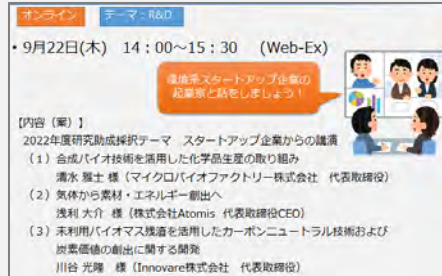 オンライン
テーマ：R&D
・9月22日(木)　14：00～15：30　(Web-Ex)
環境系スタートアップ企業の
起業家と話をしましょう！
【内容（案）】
2022年度研究助成採択テーマ　スタートアップ企業からの講演
（１）合成バイオ技術を活用した化学品生産の取り組み
清水 雅士 様（マイクロバイオファクトリー株式会社　代表取締役）
（２）気体から素材・エネルギー創出へ
浅利 大介 様（株式会社Atomis　代表取締役CEO）
（３）未利用バイオマス残渣を活用したカーボンニュートラル技術および
炭素価値の創出に関する開発
川谷 光隆　様（Innovare株式会社　代表取締役）